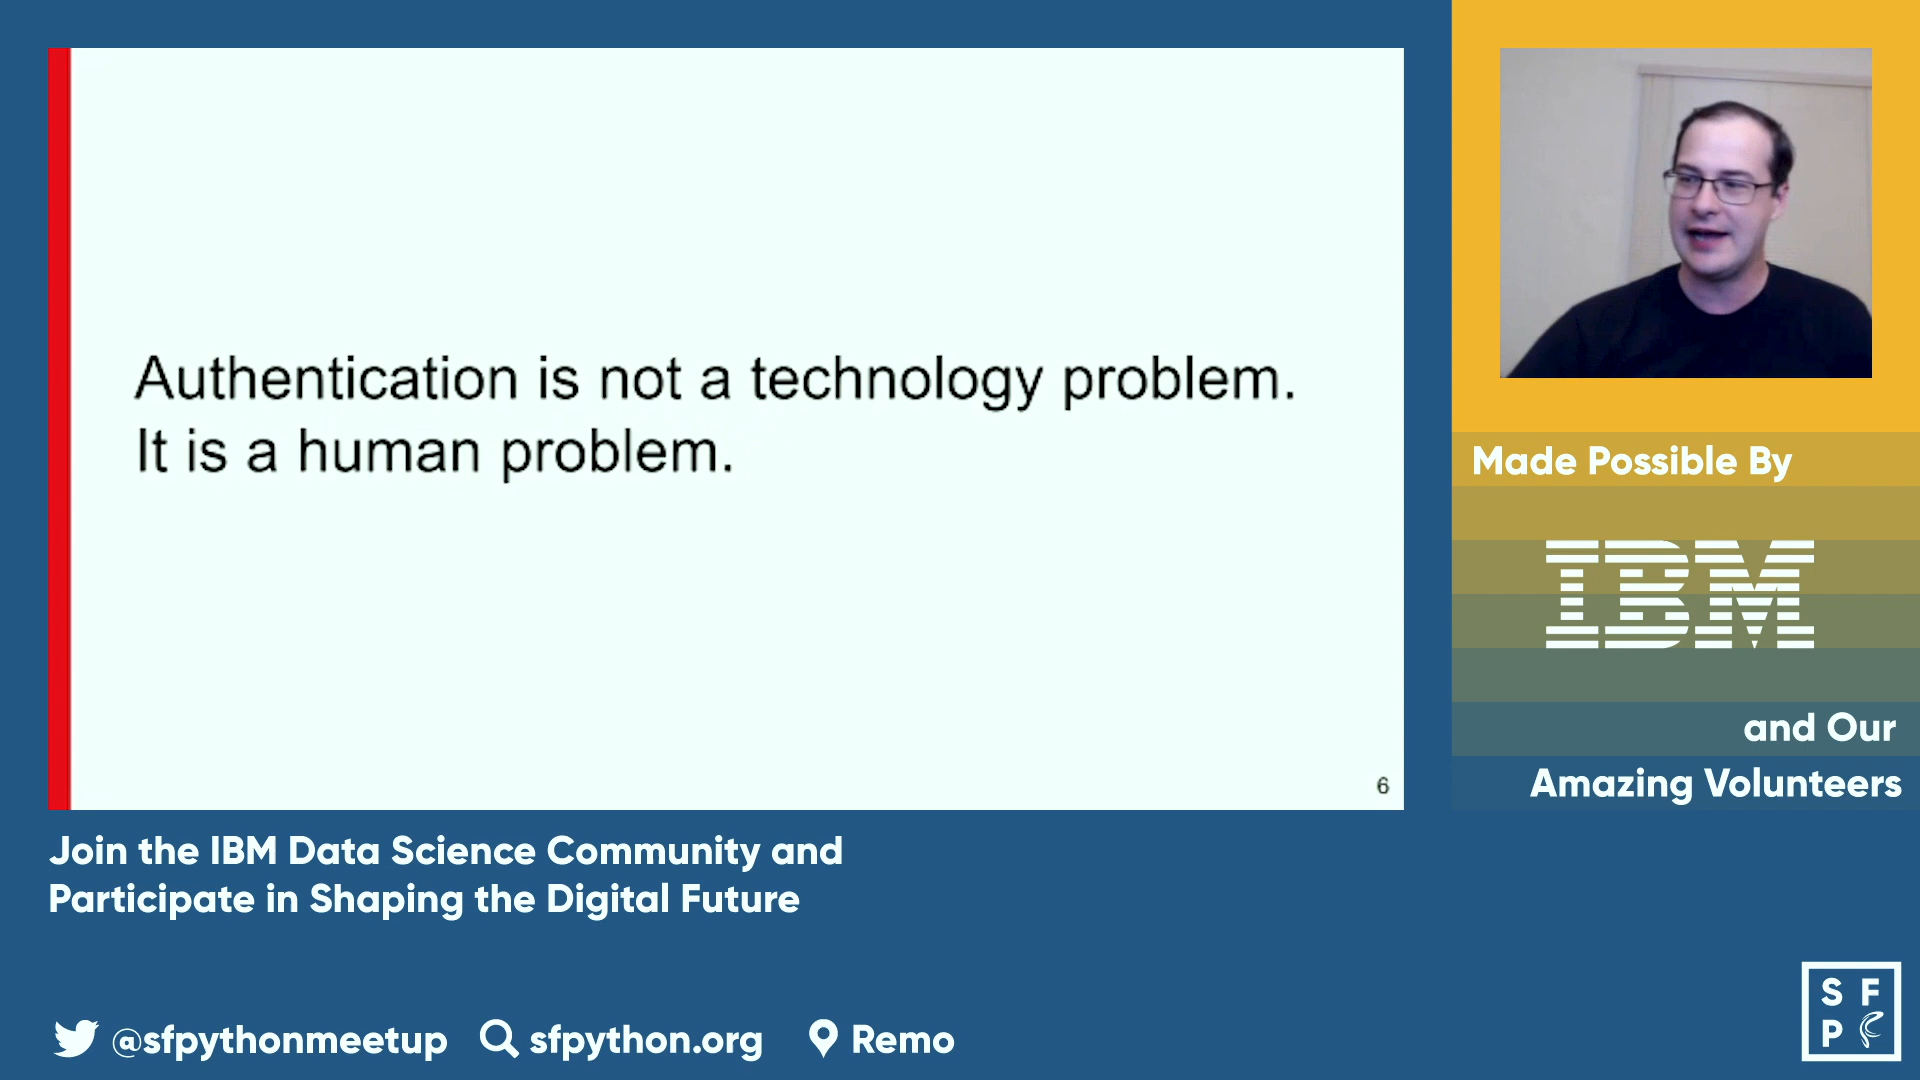 Authentication is not a technology problem.
It is a human problem.
6
Made Possible By
IBM
and Our
Amazing Volunteers
Join the IBM Data Science Community and
Participate in Shaping the Digital Future
@sfpythonmeetup sfpython.org Remo
S F
P